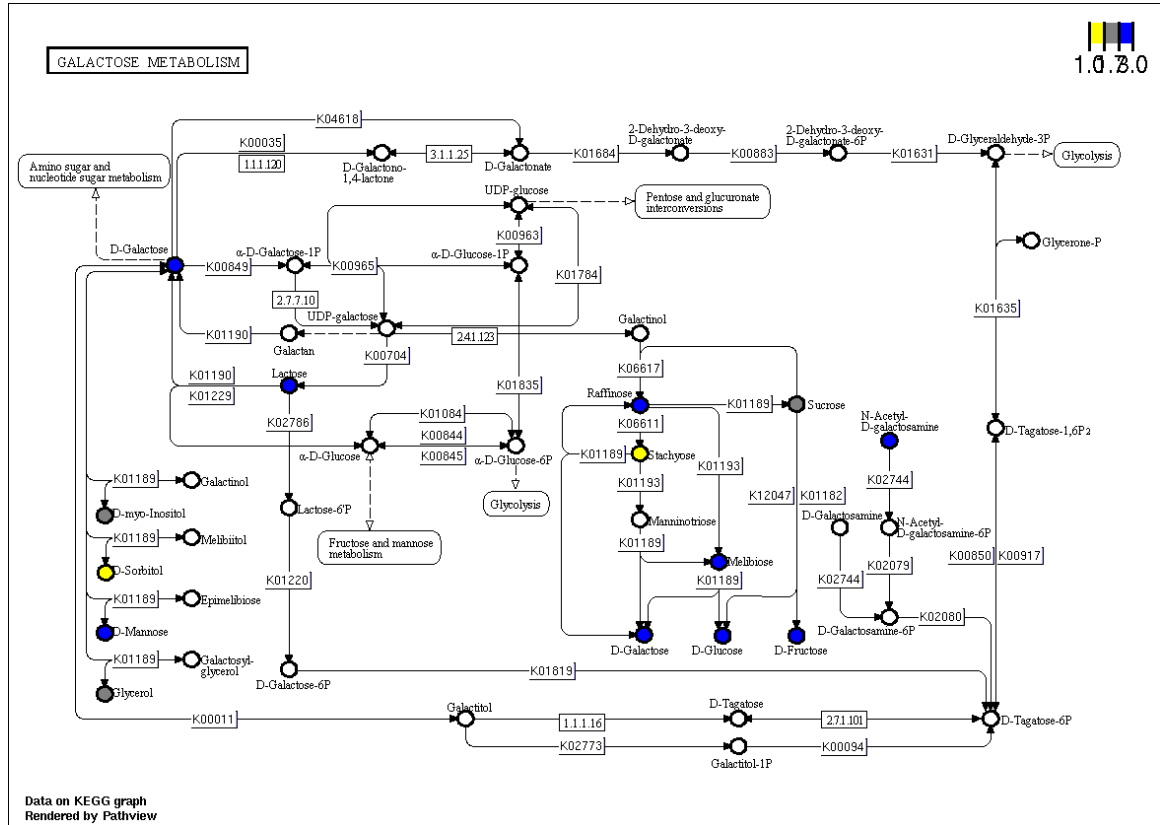 GALACTOSE METABOLISM
K04618
K00035
1.1.1.120
D-Galactono-
1,4-lactone
3.1.1.25
D-Galactonate
K01684
2-Dehydro-3-deoxy-
D-galactonate
K00883
2-Dehydro-3-deoxy-
D-galactonate-6P
K01631
D-Glyceraldehyde-3P
Glycolysis
Amino sugar and
nucleotide sugar metabolism
UDP-glucose
Pentose and glucuronate
interconversions
K00963
Glycerone-P
D-Galactose
K00849
α-D-Galactose-1P
K00965
α-D-Glucose-1P
K01784
2.7.7.10
UDP-galactose
K01635
K01190
Galactan
2.4.1.123
Galactinol
K00704
K01190
K01229
Lactose
K01835
K06617
K02786
Raffinose
K01189
Sucrose
K01084
K00844
K00845
α-D-Glucose
α-D-Glucose-6P
K06611
K01189
Stachyose
K01193
K01193
N-Acetyl-
D-galactosamine
D-Tagatose-1,6P2
K02744
Glycolysis
Fructose and mannose
metabolism
Lactose-6'P
Manninotriose
K01189
K12047
K01182
D-Galactosamine
N-Acetyl-
D-galactosamine-6P
K00850
K00917
K01189
Galactinol
D-myo-Inositol
K01189
Melibiitol
D-Sorbitol
K01189
Epimelibiose
D-Mannose
K01189
Galactosyl-
glycerol
Glycerol
K01220
Melibiose
K01189
K02744
K02079
D-Galactosamine-6P
K02080
D-Galactose
D-Glucose
D-Fructose
D-Galactose-6P
K01819
K00011
Galactitol
1.1.1.16
D-Tagatose
2.7.1.101
D-Tagatose-6P
K02773
Galactitol-1P
K00094
Data on KEGG graph
Rendered by Pathview